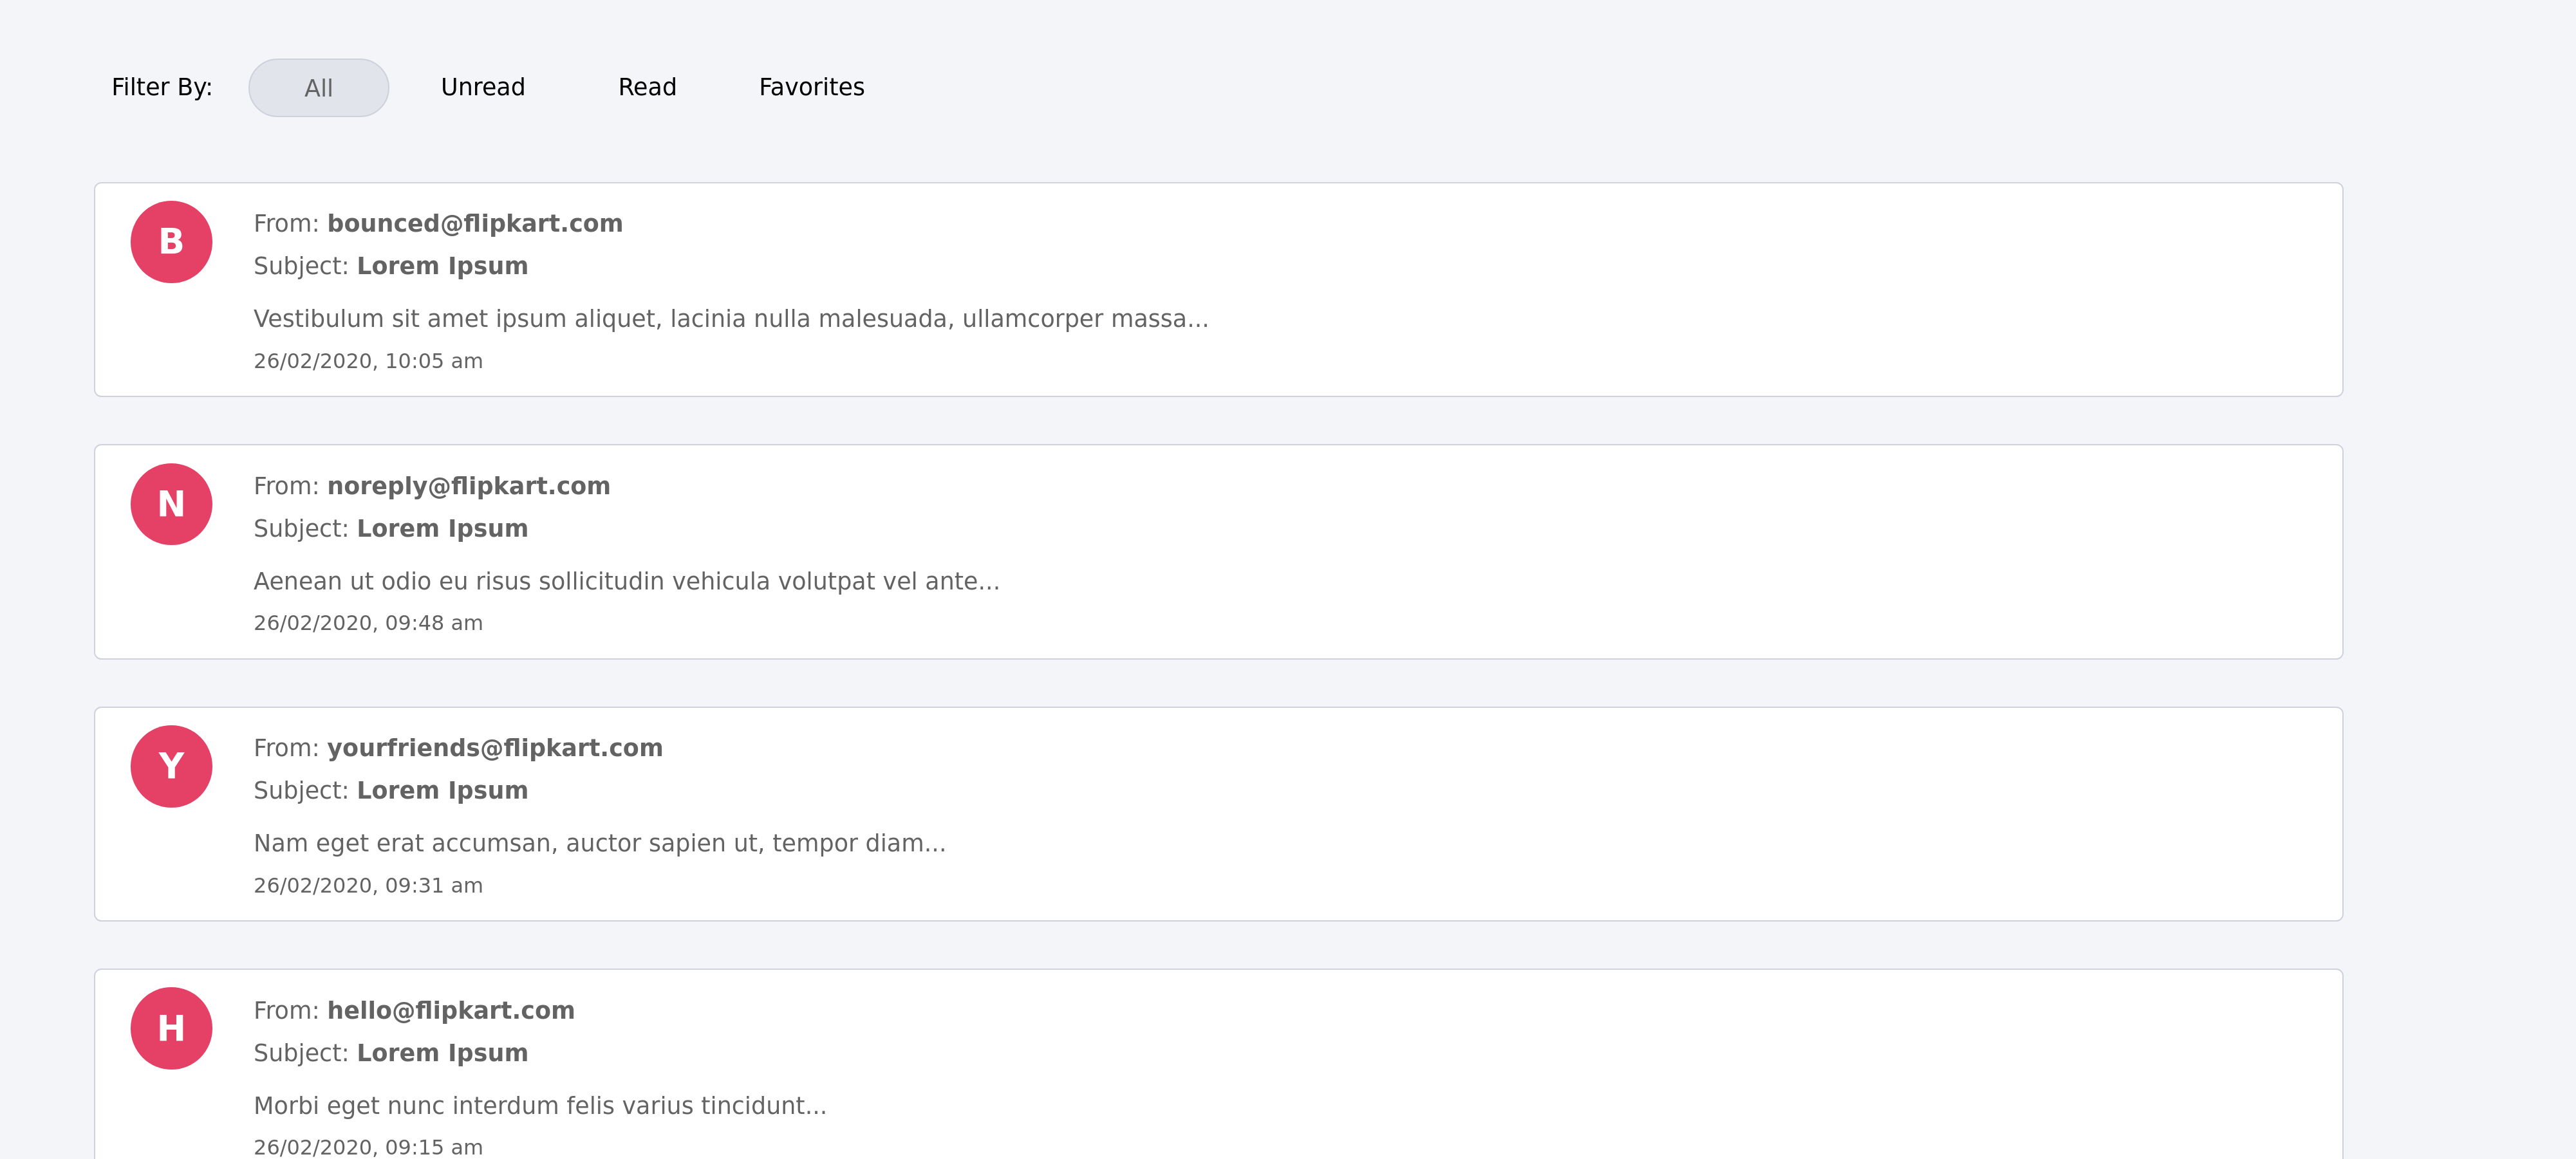 Filter By: All Unread Read Favorites
B
From: bounced@flipkart.com
Subject: Lorem Ipsum
Vestibulum sit amet ipsum aliquet, lacinia nulla malesuada, ullamcorper massa...
26/02/2020, 10:05 am
N
From: noreply@flipkart.com
Subject: Lorem Ipsum
Aenean ut odio eu risus sollicitudin vehicula volutpat vel ante...
26/02/2020, 09:48 am
Y
From: yourfriends@flipkart.com
Subject: Lorem Ipsum
Nam eget erat accumsan, auctor sapien ut, tempor diam...
26/02/2020, 09:31 am
H
From: hello@flipkart.com
Subject: Lorem Ipsum
Morbi eget nunc interdum felis varius tincidunt...
26/02/2020, 09:15 am